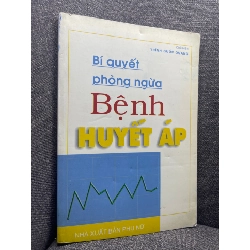 Bí quyết
phòng ngừa
Bệnh
HUYẾT ÁP
NHÀ XUẤT BẢN PHỤ NỮ